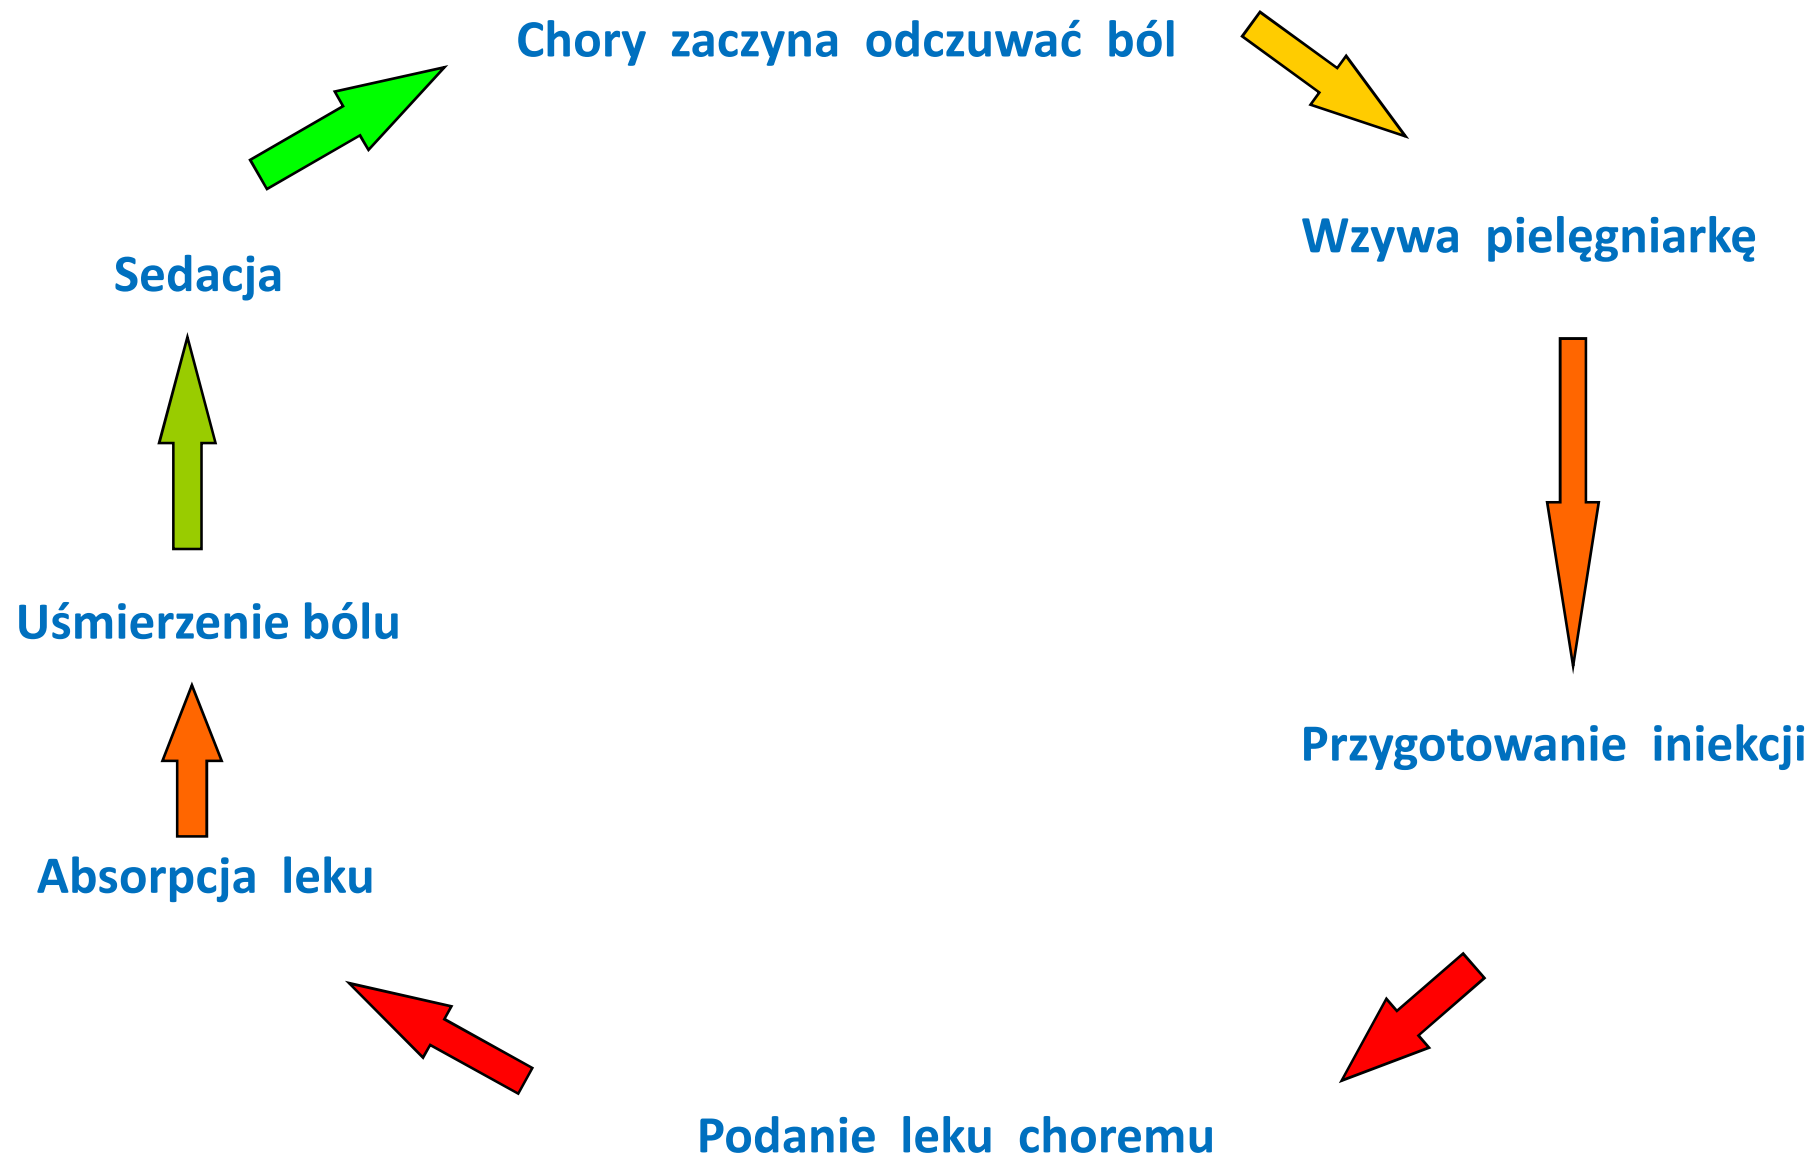 Chory zaczyna odczuwać ból
Wzywa pielęgniarkę
Przygotowanie iniekcji
Podanie leku choremu
Absorpcja leku
Uśmierzenie bólu
Sedacja